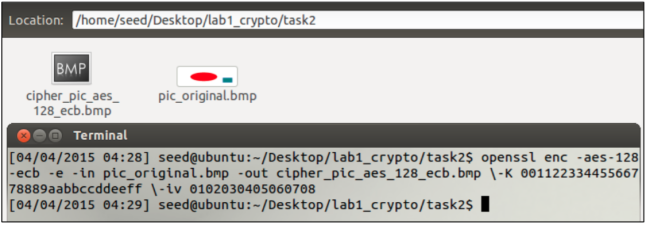 Location: /home/seed/Desktop/lab1_crypto/task2
BMP
cipher_pic_aes_
128_ecb.bmp
pic_original.bmp
Terminal
[04/04/2015 04:28] seed@ubuntu:~/Desktop/lab1_crypto/task2$ openssl enc -aes-128
-ecb -e -in pic_original.bmp -out cipher_pic_aes_128_ecb.bmp \-K 001122334455667
78889aabbccddeeff \-iv 0102030405060708
[04/04/2015 04:29] seed@ubuntu:~/Desktop/lab1_crypto/task2$